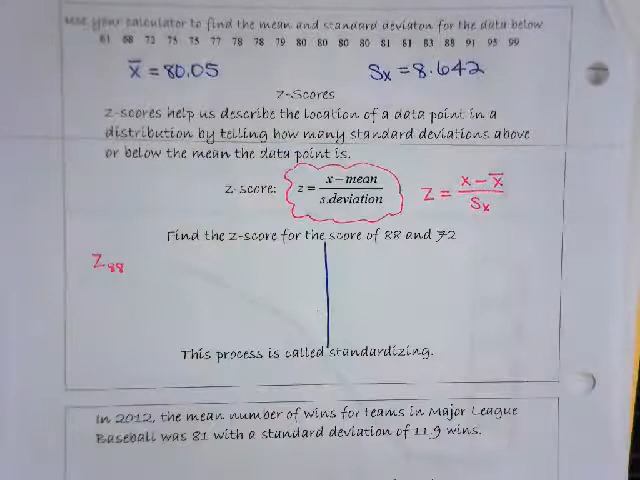 use your calculator to find the mean and standard deviaton for the data below
61 68 73 75 75 77 78 78 79 80 80 80 80 81 81 83 88 91 95 99
x̅ = 80.05 Sx = 8.642
z-Scores
z-scores help us describe the location of a data point in a
distribution by telling how many standard deviations above
or below the mean the data point is.
z-score: z = x−mean / s.deviation z = x−x̅ / Sx
Find the z-score for the score of 88 and 72
Z88
This process is called standardizing.
In 2012, the mean number of wins for teams in Major League
Baseball was 81 with a standard deviation of 11.9 wins.